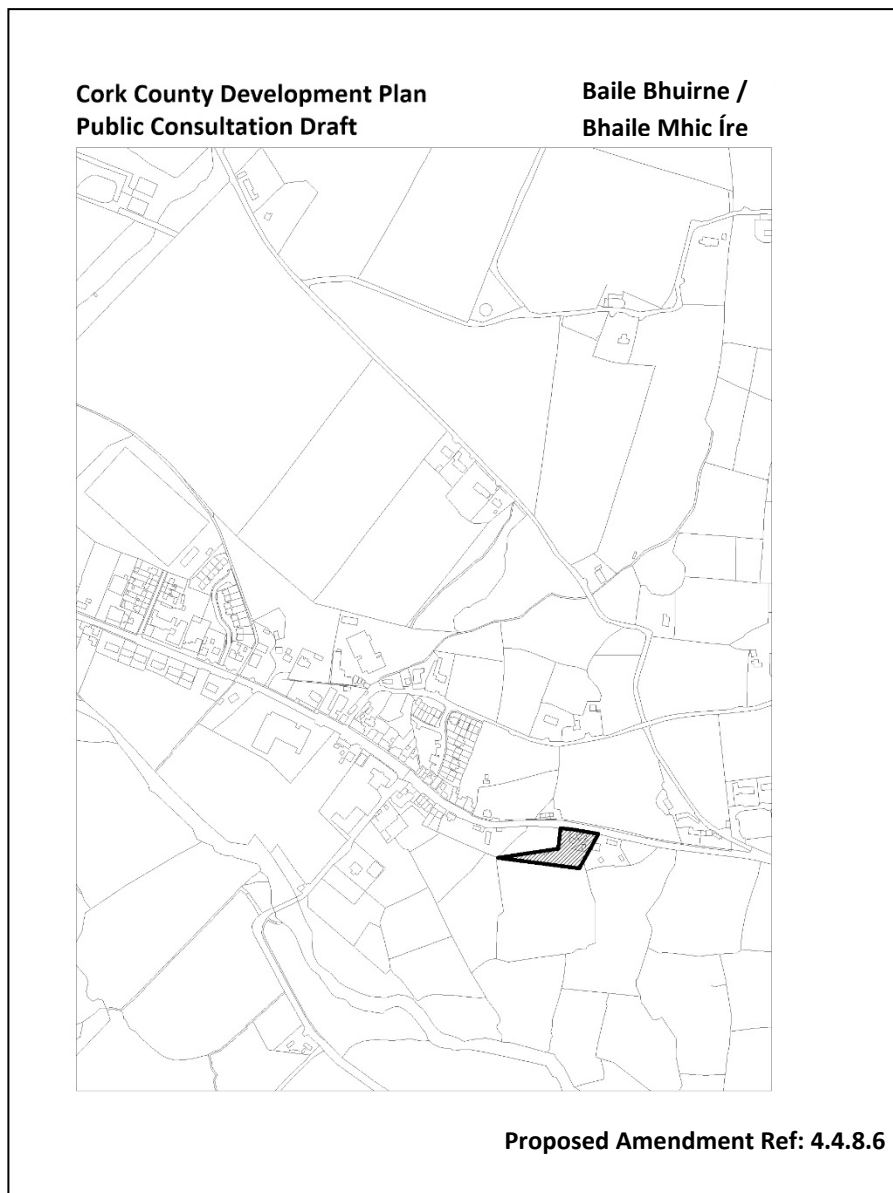 Cork County Development Plan
Public Consultation Draft
Baile Bhuirne /
Bhaile Mhic Íre
Proposed Amendment Ref: 4.4.8.6